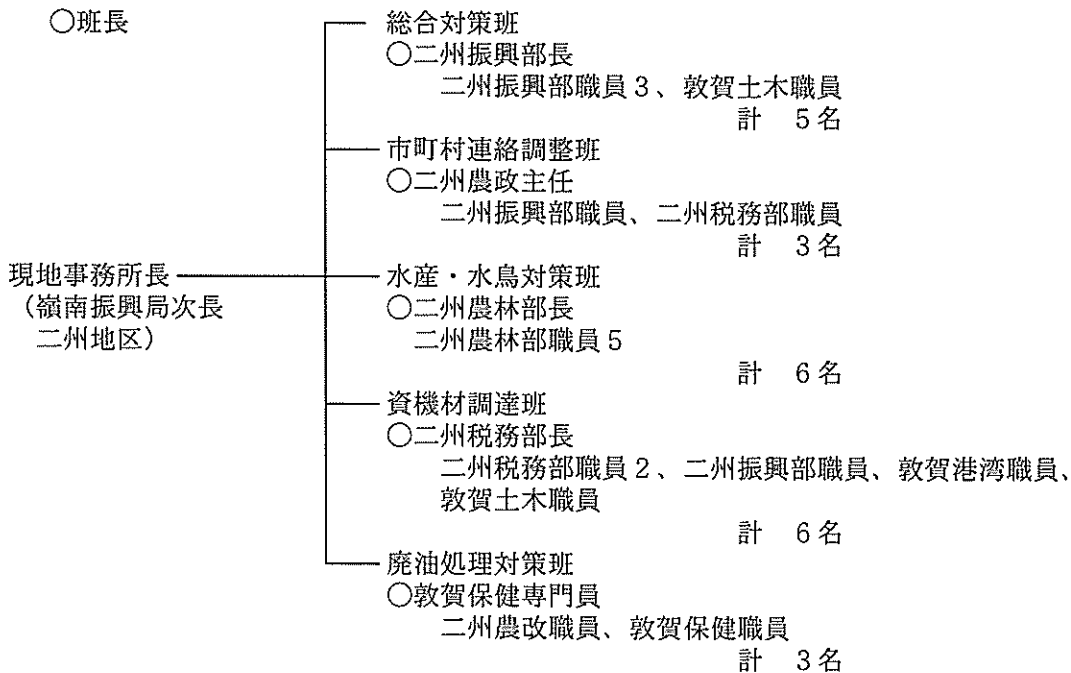 ○班長
総合対策班
○二州振興部長
二州振興部職員3、敦賀土木職員
計 5名
市町村連絡調整班
○二州農政主任
二州振興部職員、二州税務部職員
計 3名
現地事務所長
(嶺南振興局次長
二州地区)
水産・水鳥対策班
○二州農林部長
二州農林部職員5
計 6名
資機材調達班
○二州税務部長
二州税務部職員2、二州振興部職員、敦賀港湾職員、
敦賀土木職員
計 6名
廃油処理対策班
○敦賀保健専門員
二州農改職員、敦賀保健職員
計 3名